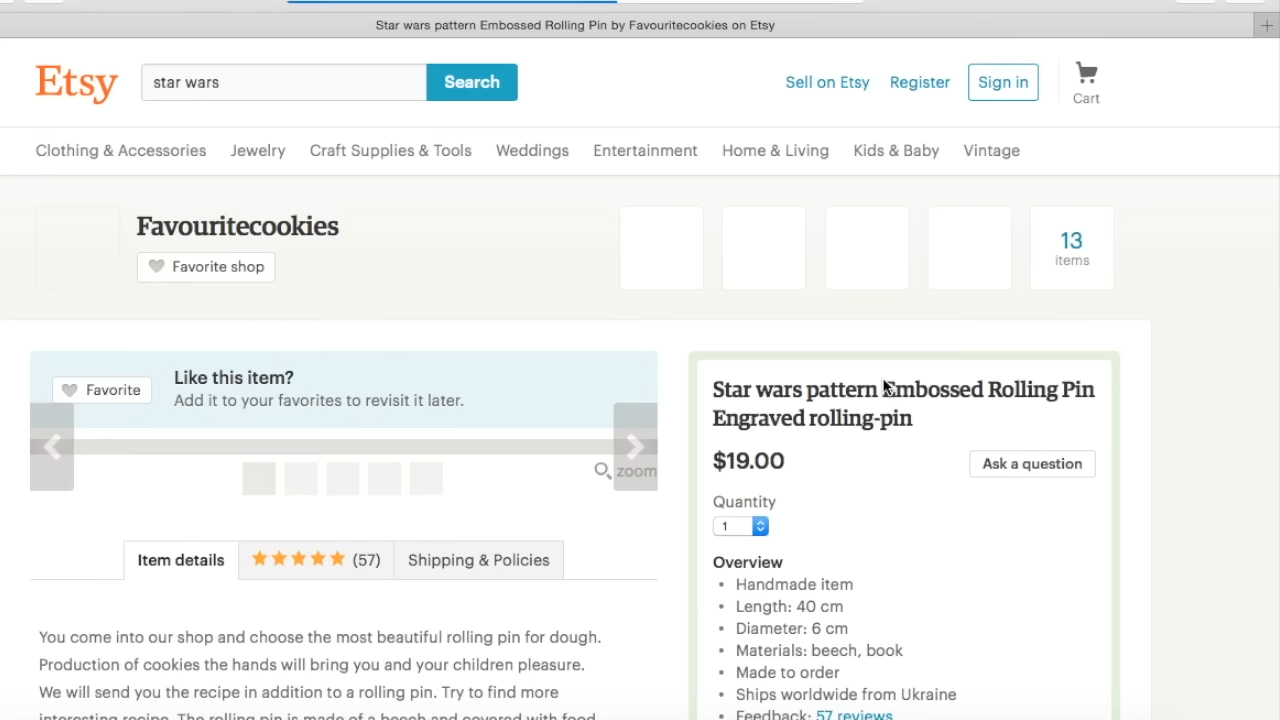 Star wars pattern Embossed Rolling Pin by Favouritecookies on Etsy
Etsy
star wars
Search
Sell on Etsy
Register
Sign in
Cart
Clothing & Accessories
Jewelry
Craft Supplies & Tools
Weddings
Entertainment
Home & Living
Kids & Baby
Vintage
Favouritecookies
Favorite shop
13
items
Favorite
Like this item?
Add it to your favorites to revisit it later.
zoom
Item details
(57)
Shipping & Policies
You come into our shop and choose the most beautiful rolling pin for dough.
Production of cookies the hands will bring you and your children pleasure.
We will send you the recipe in addition to a rolling pin. Try to find more
interesting recipe. The rolling pin is made of a beech and covered with food
Star wars pattern Embossed Rolling Pin
Engraved rolling-pin
$19.00
Ask a question
Quantity
1
Overview
• Handmade item
• Length: 40 cm
• Diameter: 6 cm
• Materials: beech, book
• Made to order
• Ships worldwide from Ukraine
• Feedback: 57 reviews